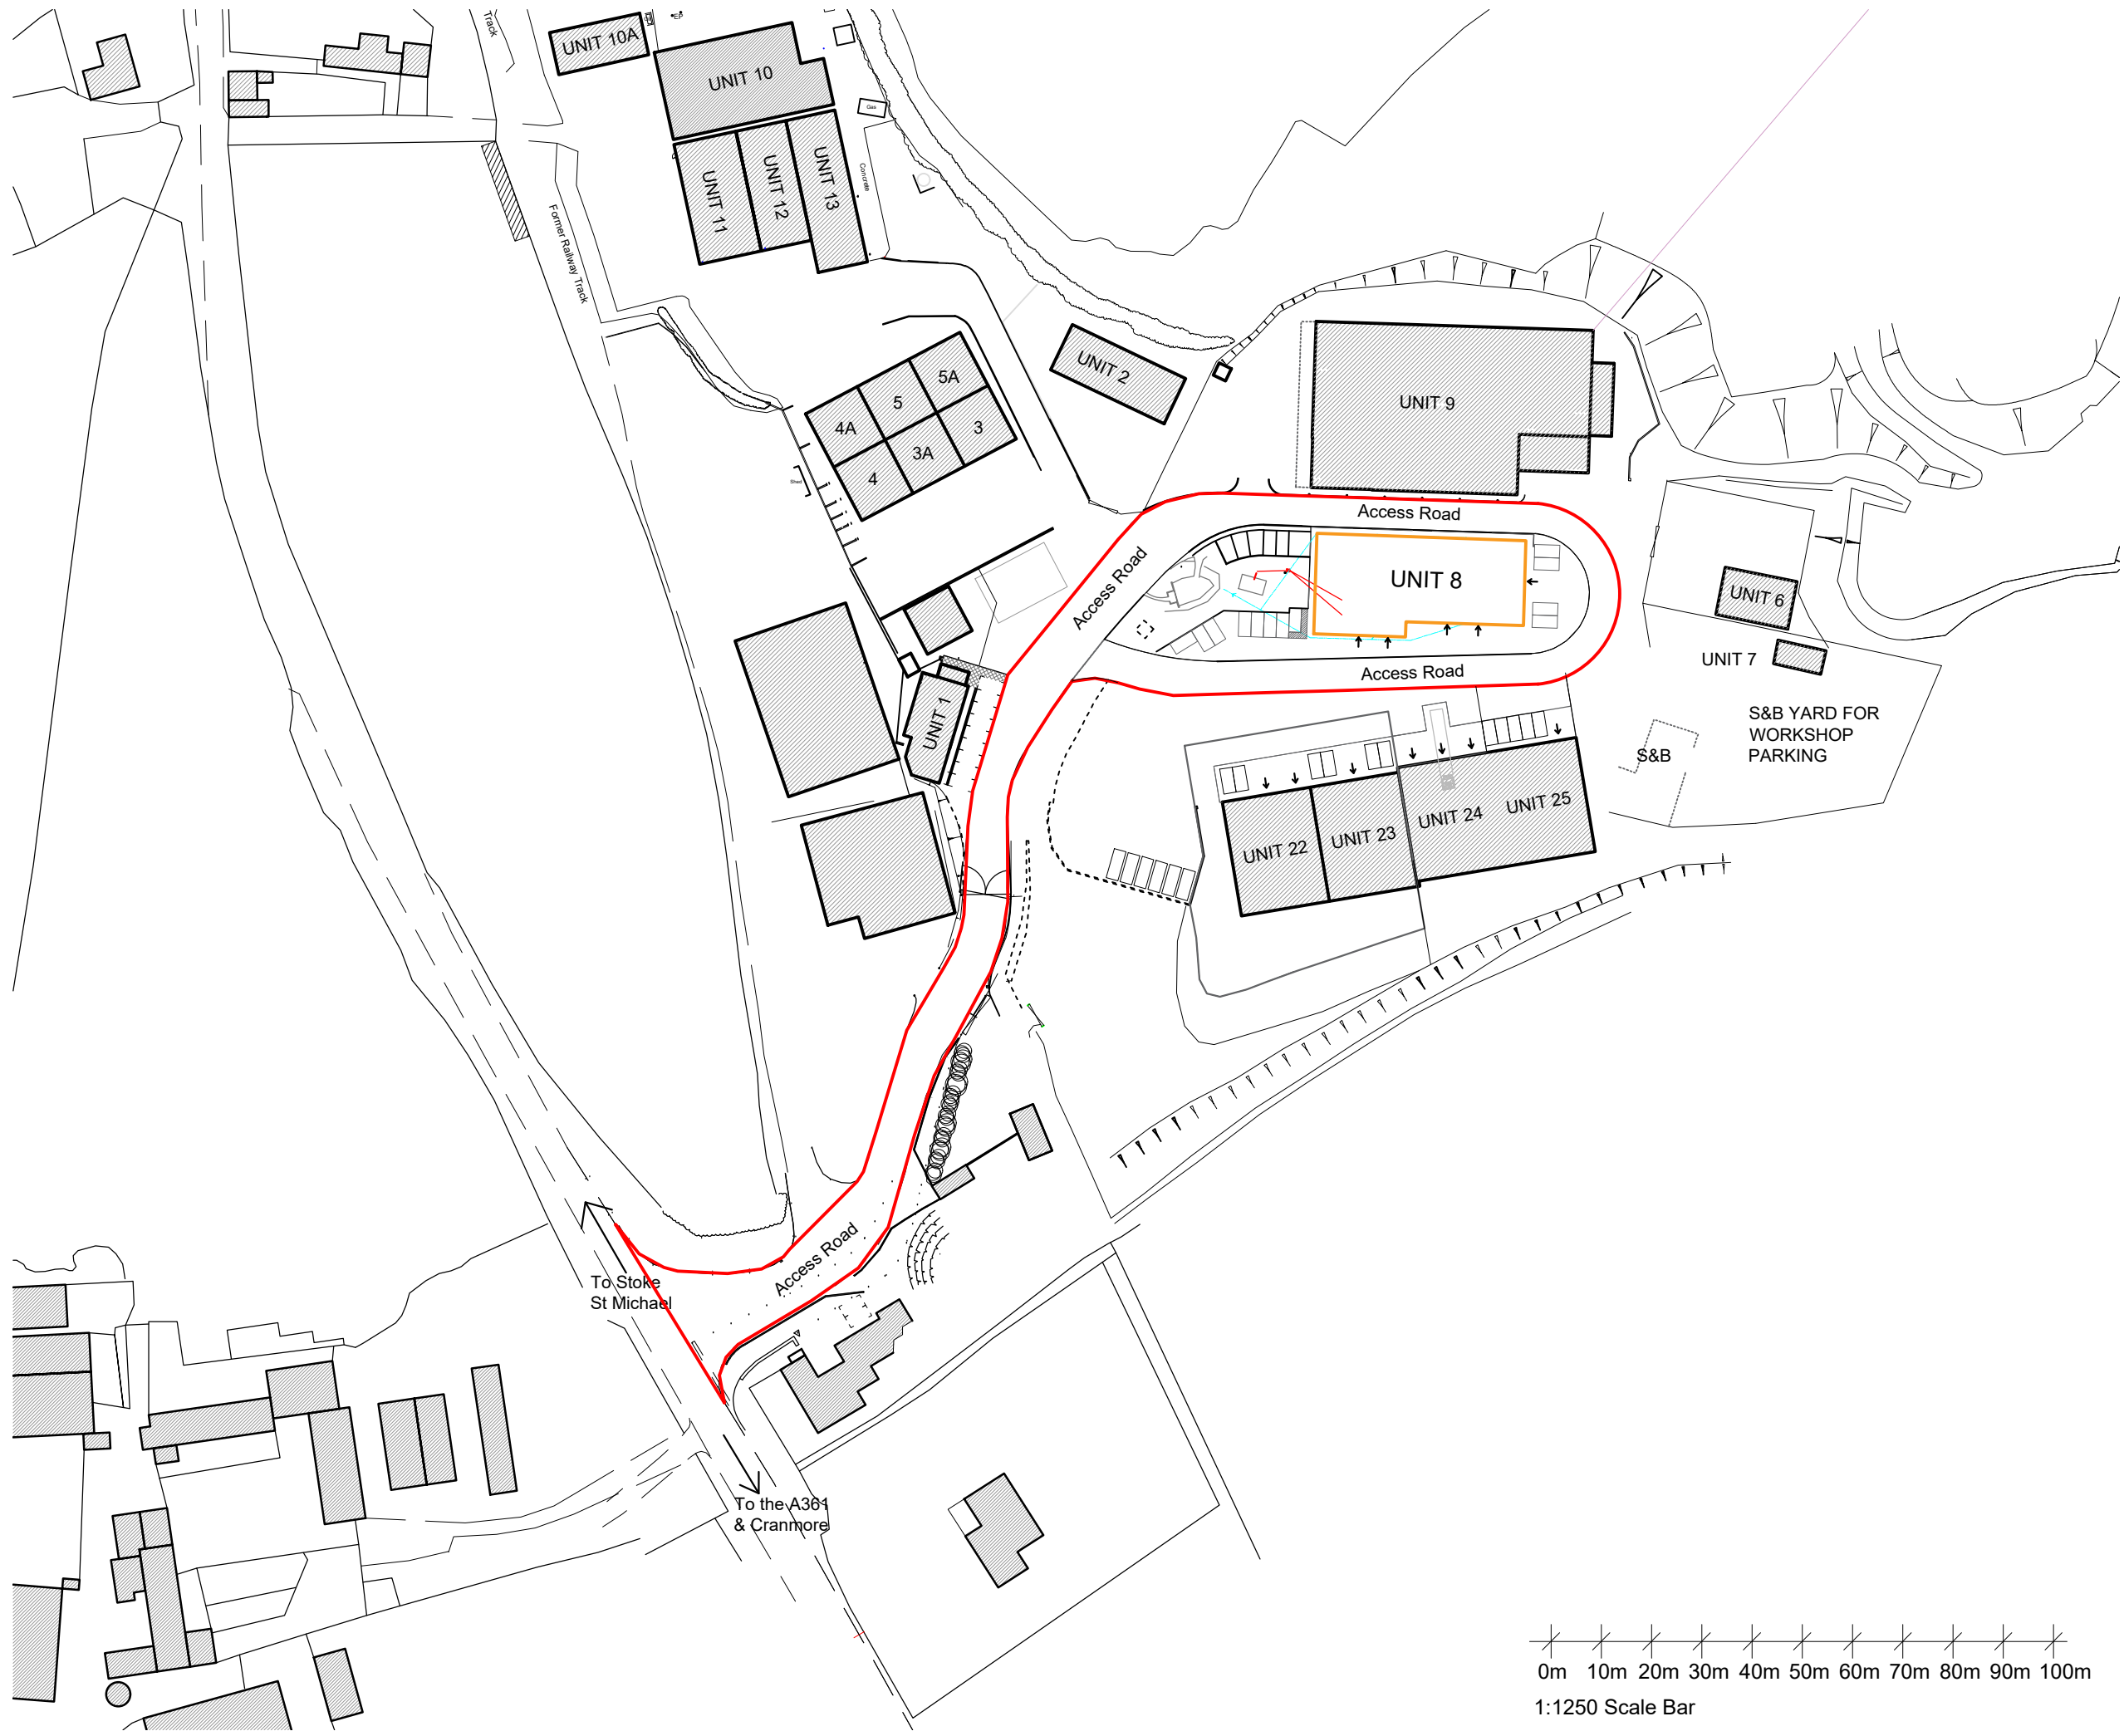 Track
UNIT 10A
UNIT 10
Gas
UNIT 11
UNIT 12
UNIT 13
Concrete
Former Railway Track
UNIT 2
5A
5
4A
3
3A
4
Shed
UNIT 9
Access Road
UNIT 8
Access Road
Access Road
UNIT 6
UNIT 7
UNIT 1
S&B YARD FOR
WORKSHOP
PARKING
S&B
UNIT 22
UNIT 23
UNIT 24
UNIT 25
Access Road
To Stoke
St Michael
To the A361
& Cranmore
0m 10m 20m 30m 40m 50m 60m 70m 80m 90m 100m
1:1250 Scale Bar